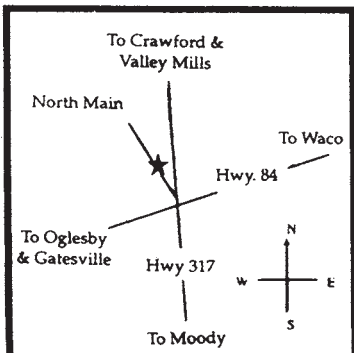 To Crawford &
Valley Mills
North Main
To Waco
Hwy. 84
To Oglesby
& Gatesville
Hwy 317
N
W E
S
To Moody